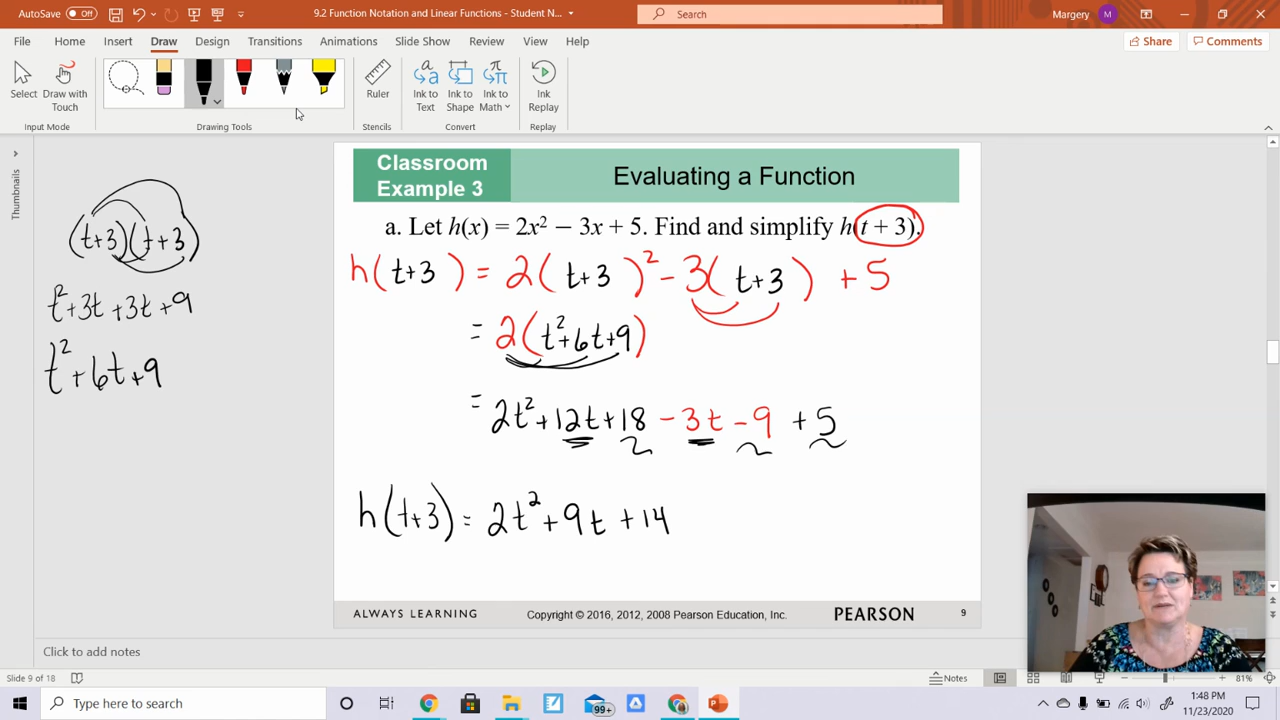 AutoSave Off
9.2 Function Notation and Linear Functions - Student N...
Search
Margery M
File Home Insert Draw Design Transitions Animations Slide Show Review View Help
Share Comments
Select
Draw with Touch
Ruler
Ink to Text
Ink to Shape
Ink to Math
Ink Replay
Input Mode Drawing Tools Stencils Convert Replay
Thumbnails
(t+3)(t+3)
t²+3t+3t+9
t²+6t+9
Classroom Example 3
Evaluating a Function
a. Let h(x) = 2x² − 3x + 5. Find and simplify h(t + 3).
h(t+3) = 2(t+3)² - 3(t+3) + 5
= 2(t²+6t+9)
= 2t²+12t+18 - 3t - 9 + 5
h(t+3) = 2t²+9t+14
ALWAYS LEARNING
Copyright © 2016, 2012, 2008 Pearson Education, Inc.
PEARSON
9
Click to add notes
Slide 9 of 18
Notes
81%
Type here to search
99+
1:48 PM
11/23/2020